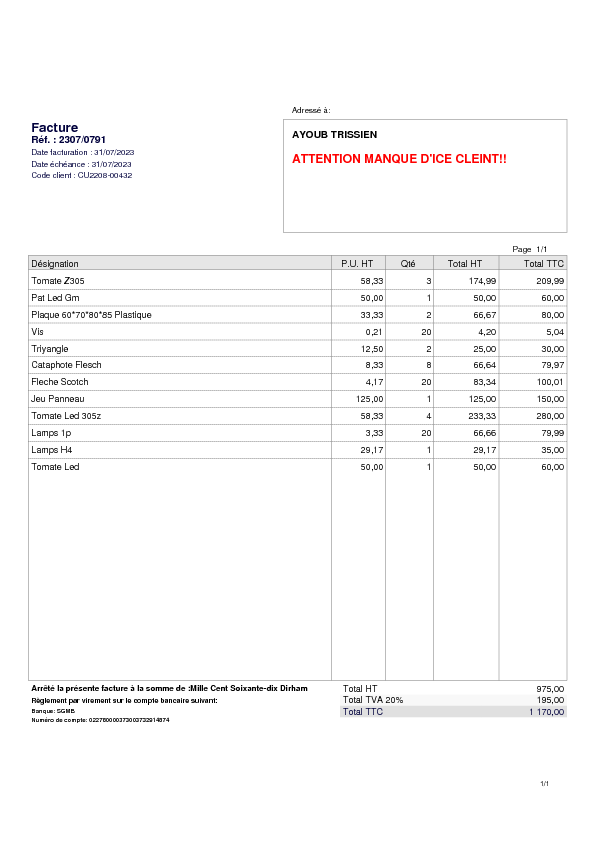 Adressé à:
Facture
Réf. : 2307/0791
Date facturation : 31/07/2023
Date échéance : 31/07/2023
Code client : CU2208-00432
AYOUB TRISSIEN
ATTENTION MANQUE D'ICE CLEINT!!
Page 1/1
Désignation P.U. HT Qté Total HT Total TTC
Tomate Z305 58,33 3 174,99 209,99
Pat Led Gm 50,00 1 50,00 60,00
Plaque 60*70*80*85 Plastique 33,33 2 66,67 80,00
Vis 0,21 20 4,20 5,04
Triyangle 12,50 2 25,00 30,00
Cataphote Flesch 8,33 8 66,64 79,97
Fleche Scotch 4,17 20 83,34 100,01
Jeu Panneau 125,00 1 125,00 150,00
Tomate Led 305z 58,33 4 233,33 280,00
Lamps 1p 3,33 20 66,66 79,99
Lamps H4 29,17 1 29,17 35,00
Tomate Led 50,00 1 50,00 60,00
Arrêté la présente facture à la somme de :Mille Cent Soixante-dix Dirham
Règlement par virement sur le compte bancaire suivant:
Banque: SGMB
Numéro de compte:
Total HT 975,00
Total TVA 20% 195,00
Total TTC 1 170,00
1/1